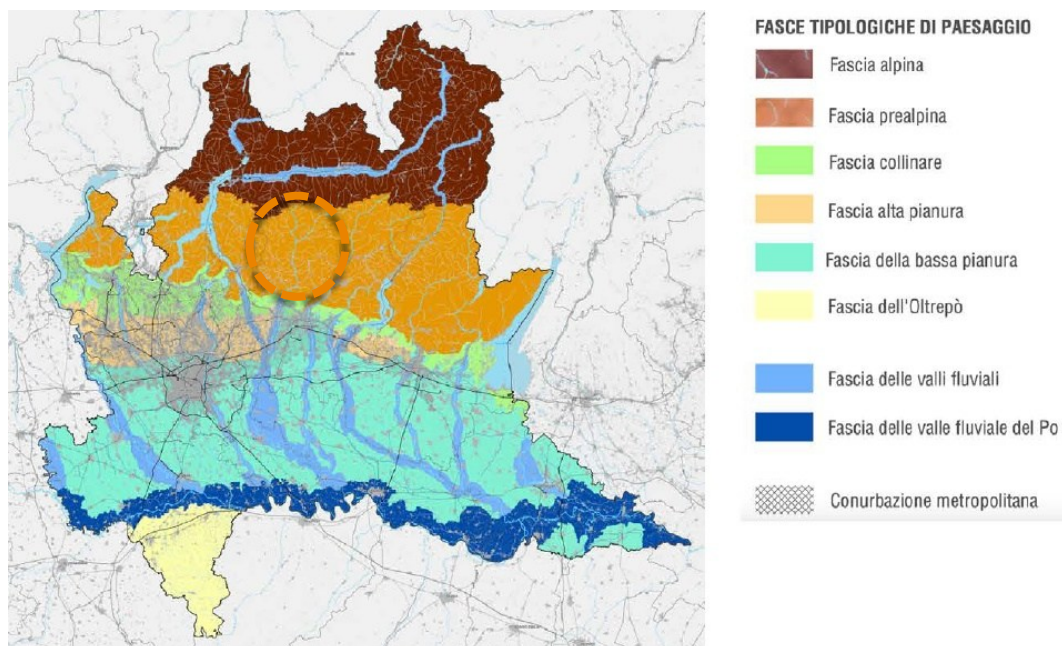 FASCE TIPOLOGICHE DI PAESAGGIO
Fascia alpina
Fascia prealpina
Fascia collinare
Fascia alta pianura
Fascia della bassa pianura
Fascia dell'Oltrepò
Fascia delle valli fluviali
Fascia delle valle fluviale del Po
Conurbazione metropolitana